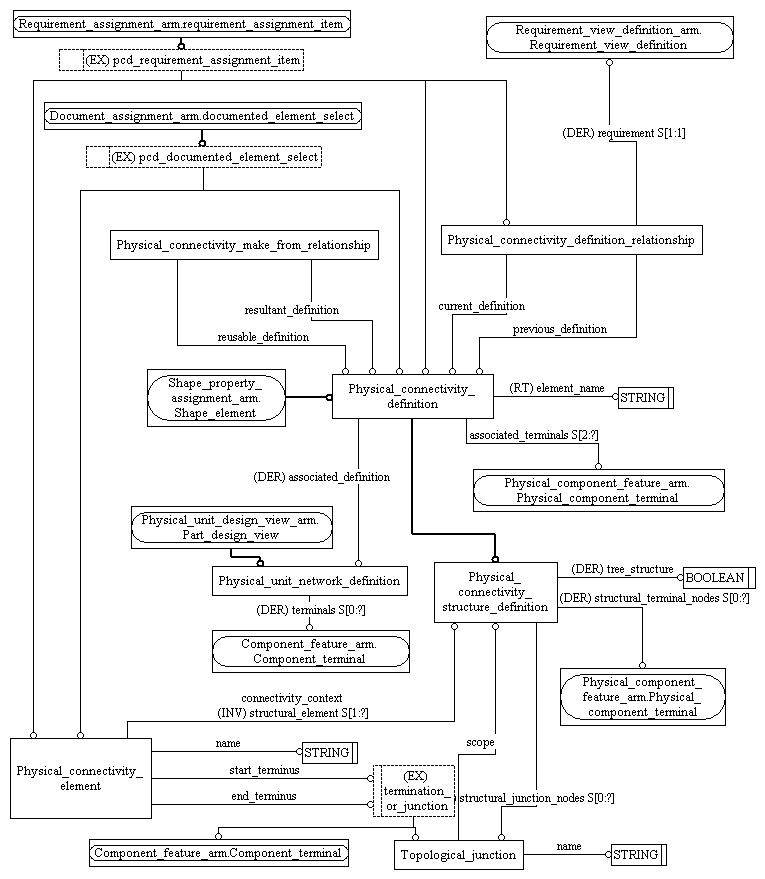 Requirement_assignment_arm.requirement_assignment_item
(EX) pcd_requirement_assignment_item
Requirement_view_definition_arm.
Requirement_view_definition
Document_assignment_arm.documented_element_select
(DER) requirement S[1:1]
(EX) pcd_documented_element_select
Physical_connectivity_make_from_relationship
Physical_connectivity_definition_relationship
resultant_definition
current_definition
reusable_definition
previous_definition
Shape_property_
assignment_arm.
Shape_element
Physical_connectivity_
definition
(RT) element_name
STRING
associated_terminals S[2:?]
(DER) associated_definition
Physical_component_feature_arm.
Physical_component_terminal
Physical_unit_design_view_arm.
Part_design_view
Physical_unit_network_definition
Physical_
connectivity_
structure_definition
(DER) tree_structure
BOOLEAN
(DER) structural_terminal_nodes S[0:?]
(DER) terminals S[0:?]
Component_feature_arm.
Component_terminal
Physical_component_
feature_arm.Physical_
component_terminal
connectivity_context
(INV) structural_element S[1:?]
Physical_connectivity_
element
name
STRING
scope
start_terminus
end_terminus
(EX)
termination_
or_junction
structural_junction_nodes S[0:?]
Component_feature_arm.Component_terminal
Topological_junction
name
STRING